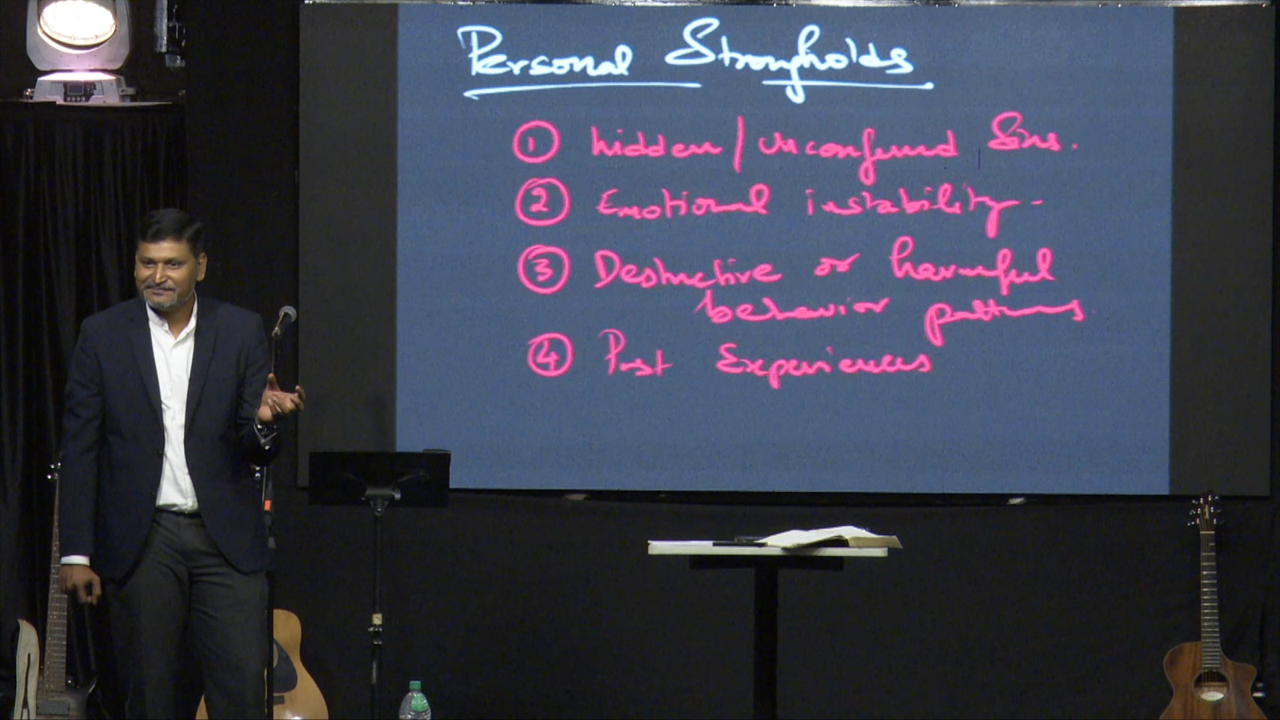 Personal Strongholds
① hidden / unconfessed Sins.
② Emotional instability -
③ Destructive or harmful
behavior patterns
④ Past Experiences